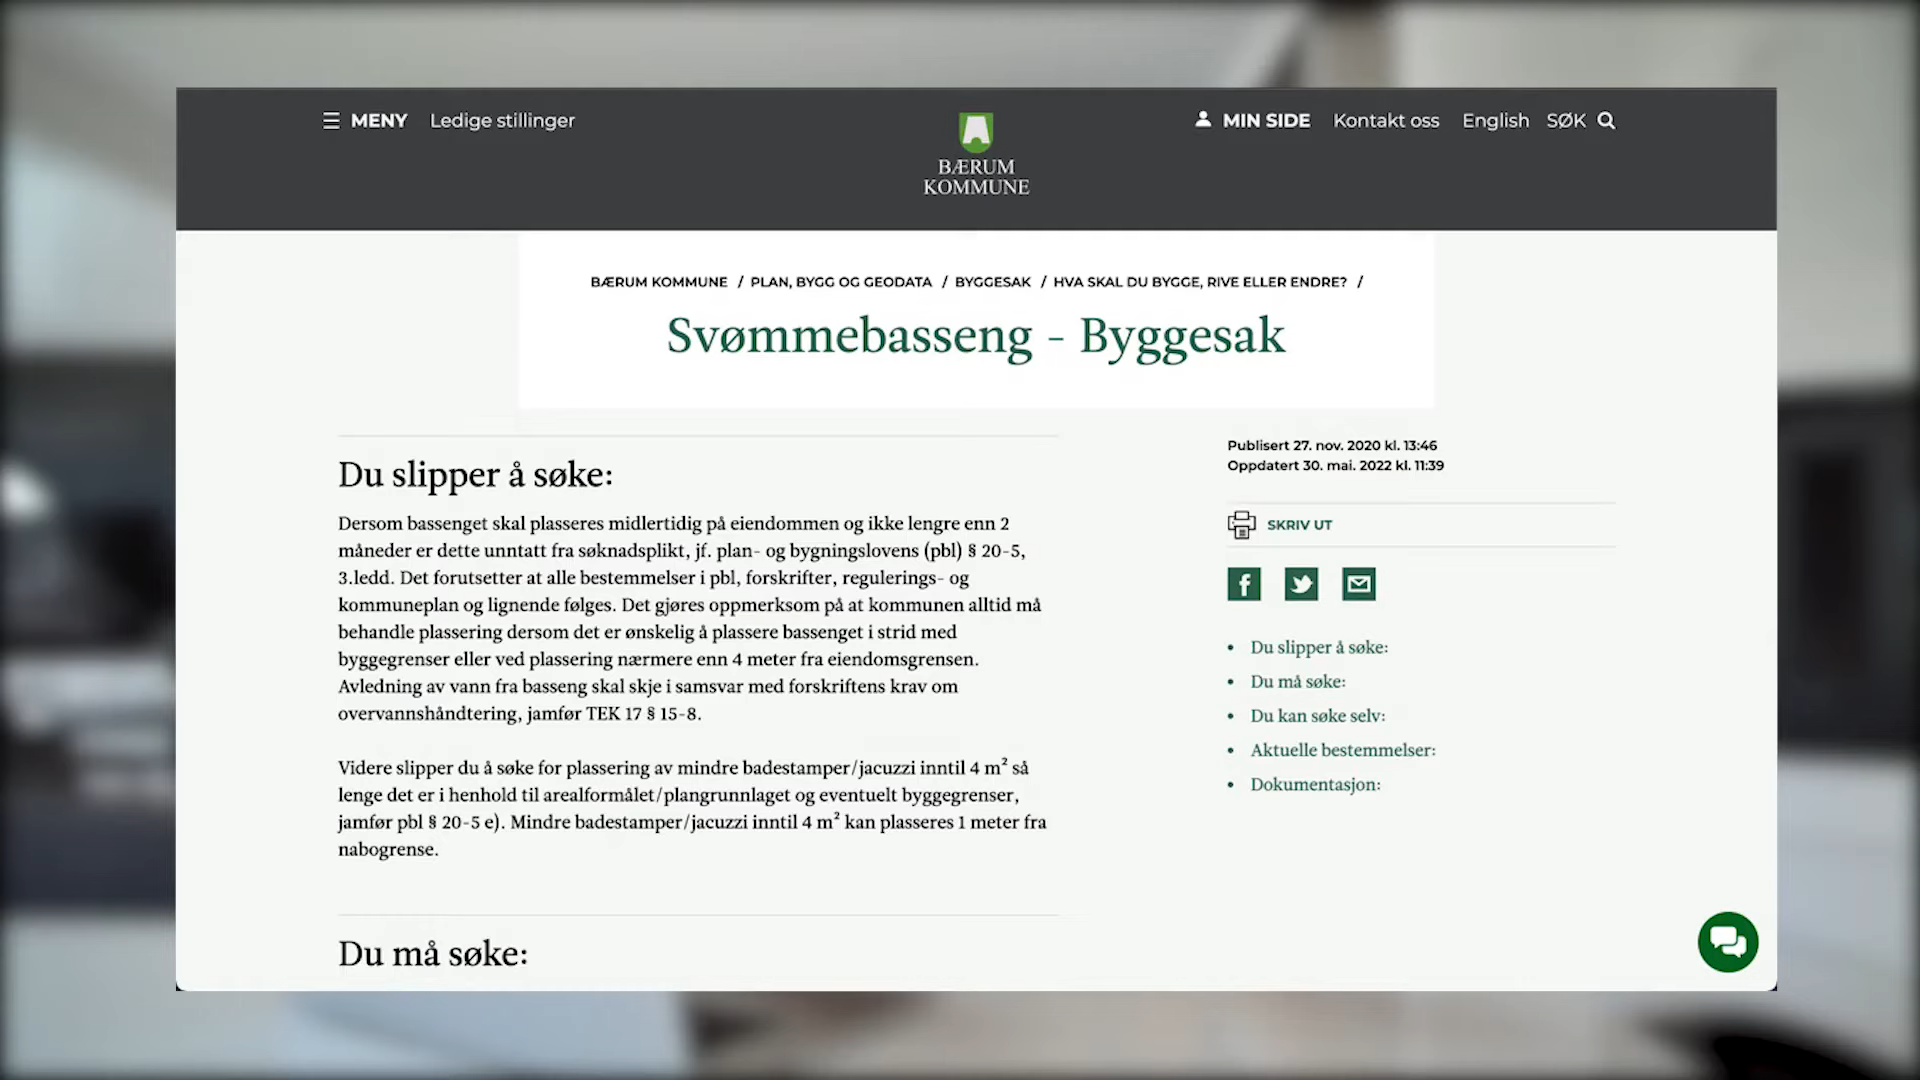 MENY
Ledige stillinger
BÆRUM
KOMMUNE
MIN SIDE
Kontakt oss
English
SØK
BÆRUM KOMMUNE / PLAN, BYGG OG GEODATA / BYGGESAK / HVA SKAL DU BYGGE, RIVE ELLER ENDRE? /
Svømmebasseng - Byggesak
Du slipper å søke:
Dersom bassenget skal plasseres midlertidig på eiendommen og ikke lengre enn 2
måneder er dette unntatt fra søknadsplikt, jf. plan- og bygningslovens (pbl) § 20-5,
3.ledd. Det forutsetter at alle bestemmelser i pbl, forskrifter, regulerings- og
kommuneplan og lignende følges. Det gjøres oppmerksom på at kommunen alltid må
behandle plassering dersom det er ønskelig å plassere bassenget i strid med
byggegrenser eller ved plassering nærmere enn 4 meter fra eiendomsgrensen.
Avledning av vann fra basseng skal skje i samsvar med forskriftens krav om
overvannshåndtering, jamfør TEK 17 § 15-8.
Videre slipper du å søke for plassering av mindre badestamper/jacuzzi inntil 4 m² så
lenge det er i henhold til arealformålet/plangrunnlaget og eventuelt byggegrenser,
jamfør pbl § 20-5 e). Mindre badestamper/jacuzzi inntil 4 m² kan plasseres 1 meter fra
nabogrense.
Du må søke:
Publisert 27. nov. 2020 kl. 13:46
Oppdatert 30. mai. 2022 kl. 11:39
SKRIV UT
• Du slipper å søke:
• Du må søke:
• Du kan søke selv:
• Aktuelle bestemmelser:
• Dokumentasjon: